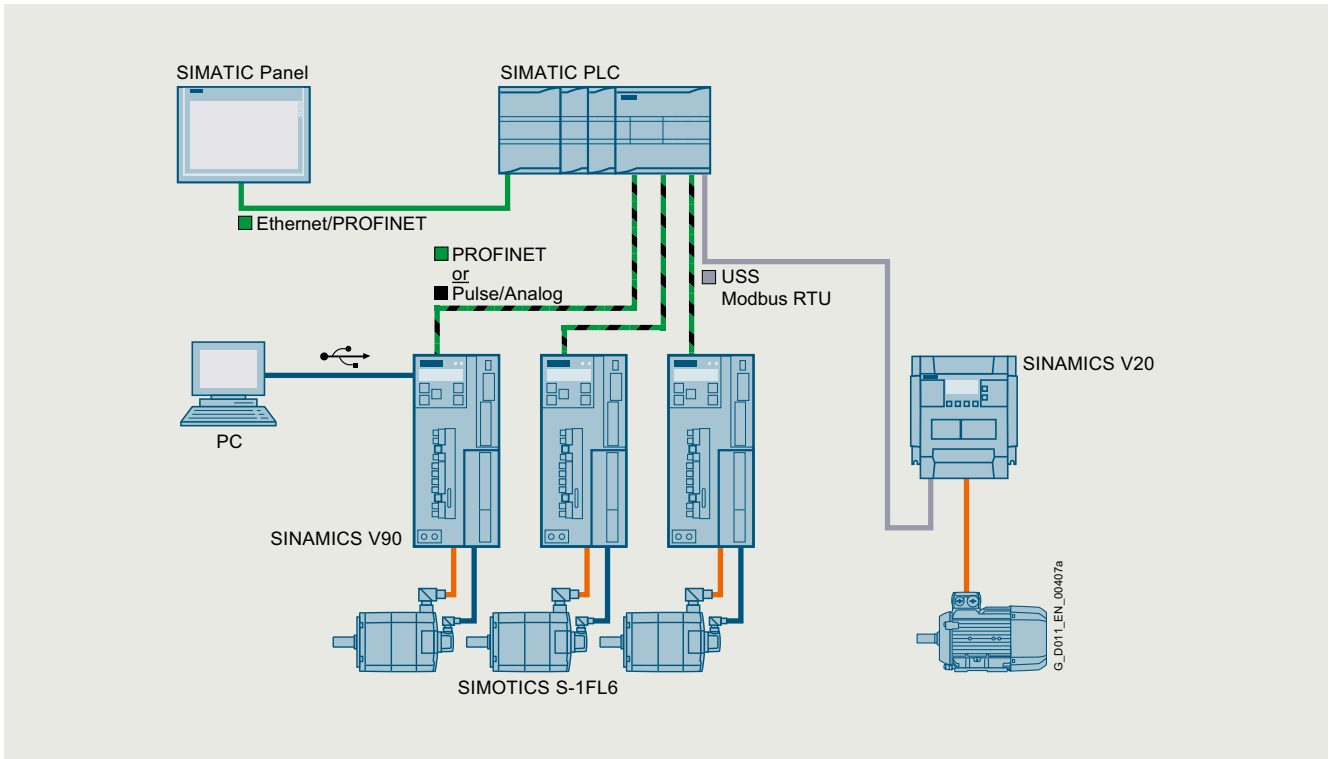 SIMATIC Panel
SIMATIC PLC
Ethernet/PROFINET
PROFINET
or
Pulse/Analog
USS
Modbus RTU
SINAMICS V20
PC
SINAMICS V90
SIMOTICS S-1FL6
G_D011_EN_00407a